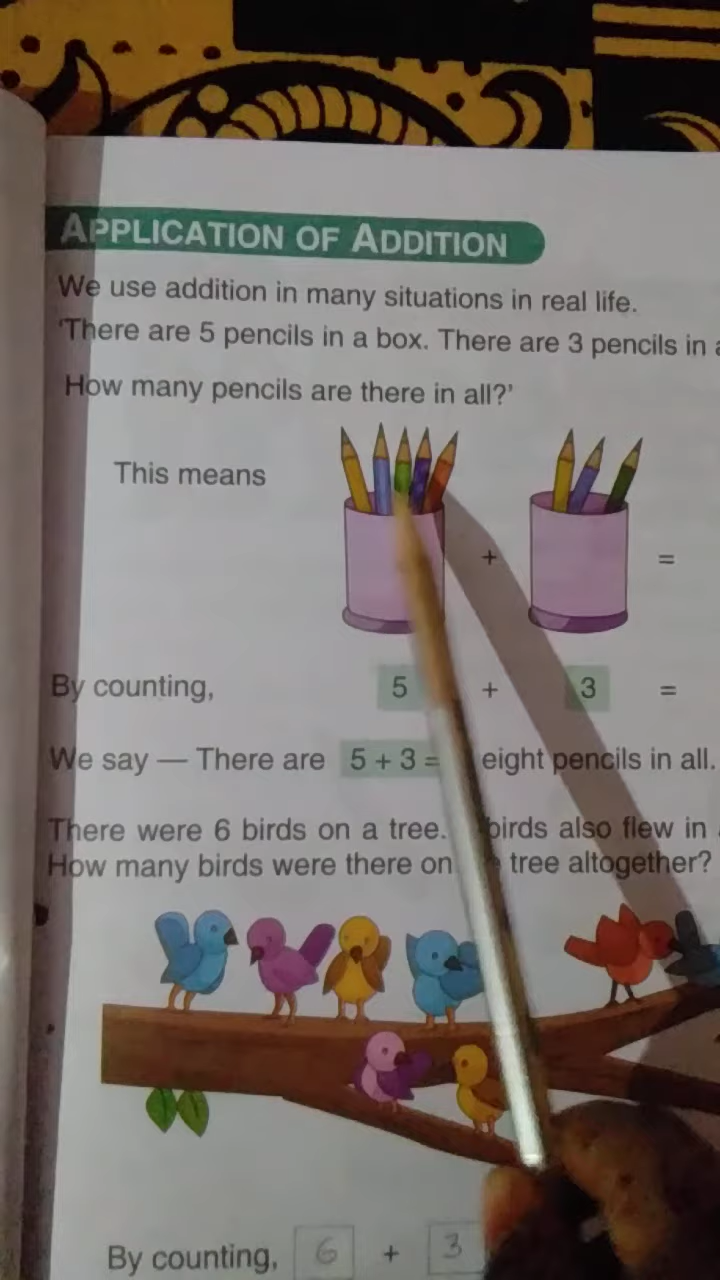 APPLICATION OF ADDITION
We use addition in many situations in real life.
'There are 5 pencils in a box. There are 3 pencils in
How many pencils are there in all?'
This means
+ =
By counting, 5 + 3 =
We say — There are 5 + 3 = eight pencils in all.
There were 6 birds on a tree. birds also flew in
How many birds were there on tree altogether?
By counting, 6 + 3